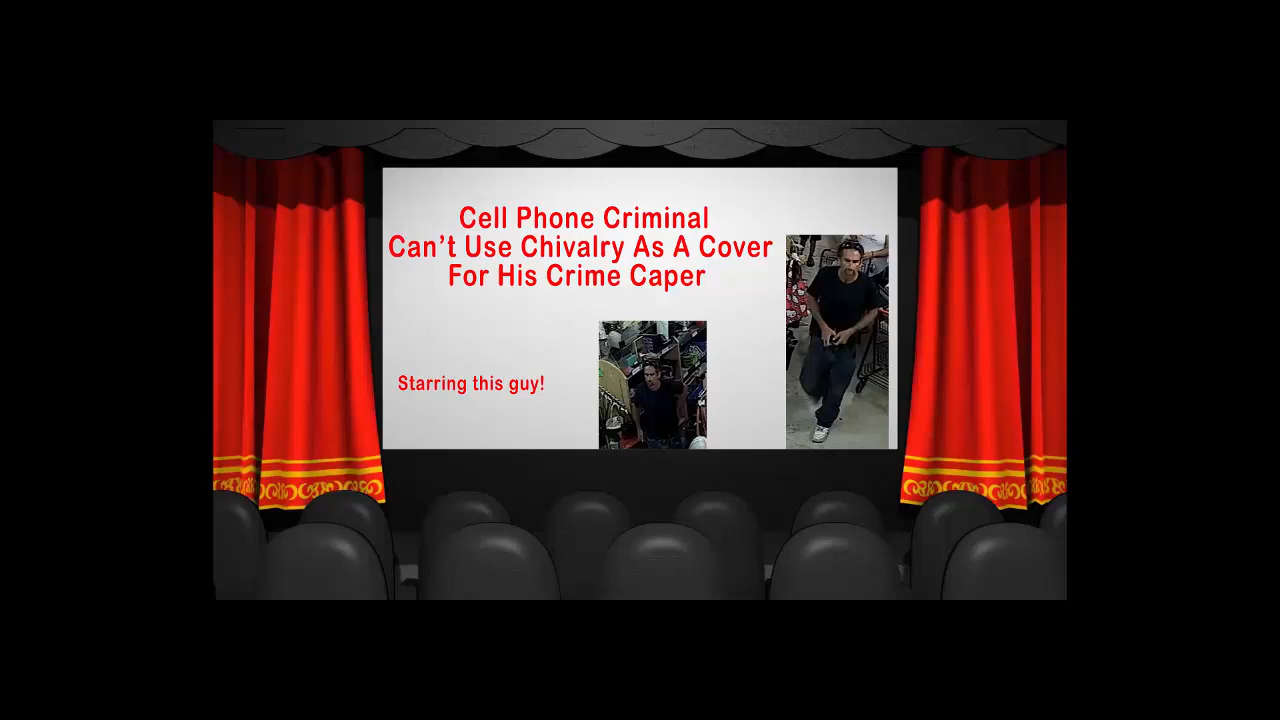 Cell Phone Criminal
Can’t Use Chivalry As A Cover
For His Crime Caper
Starring this guy!